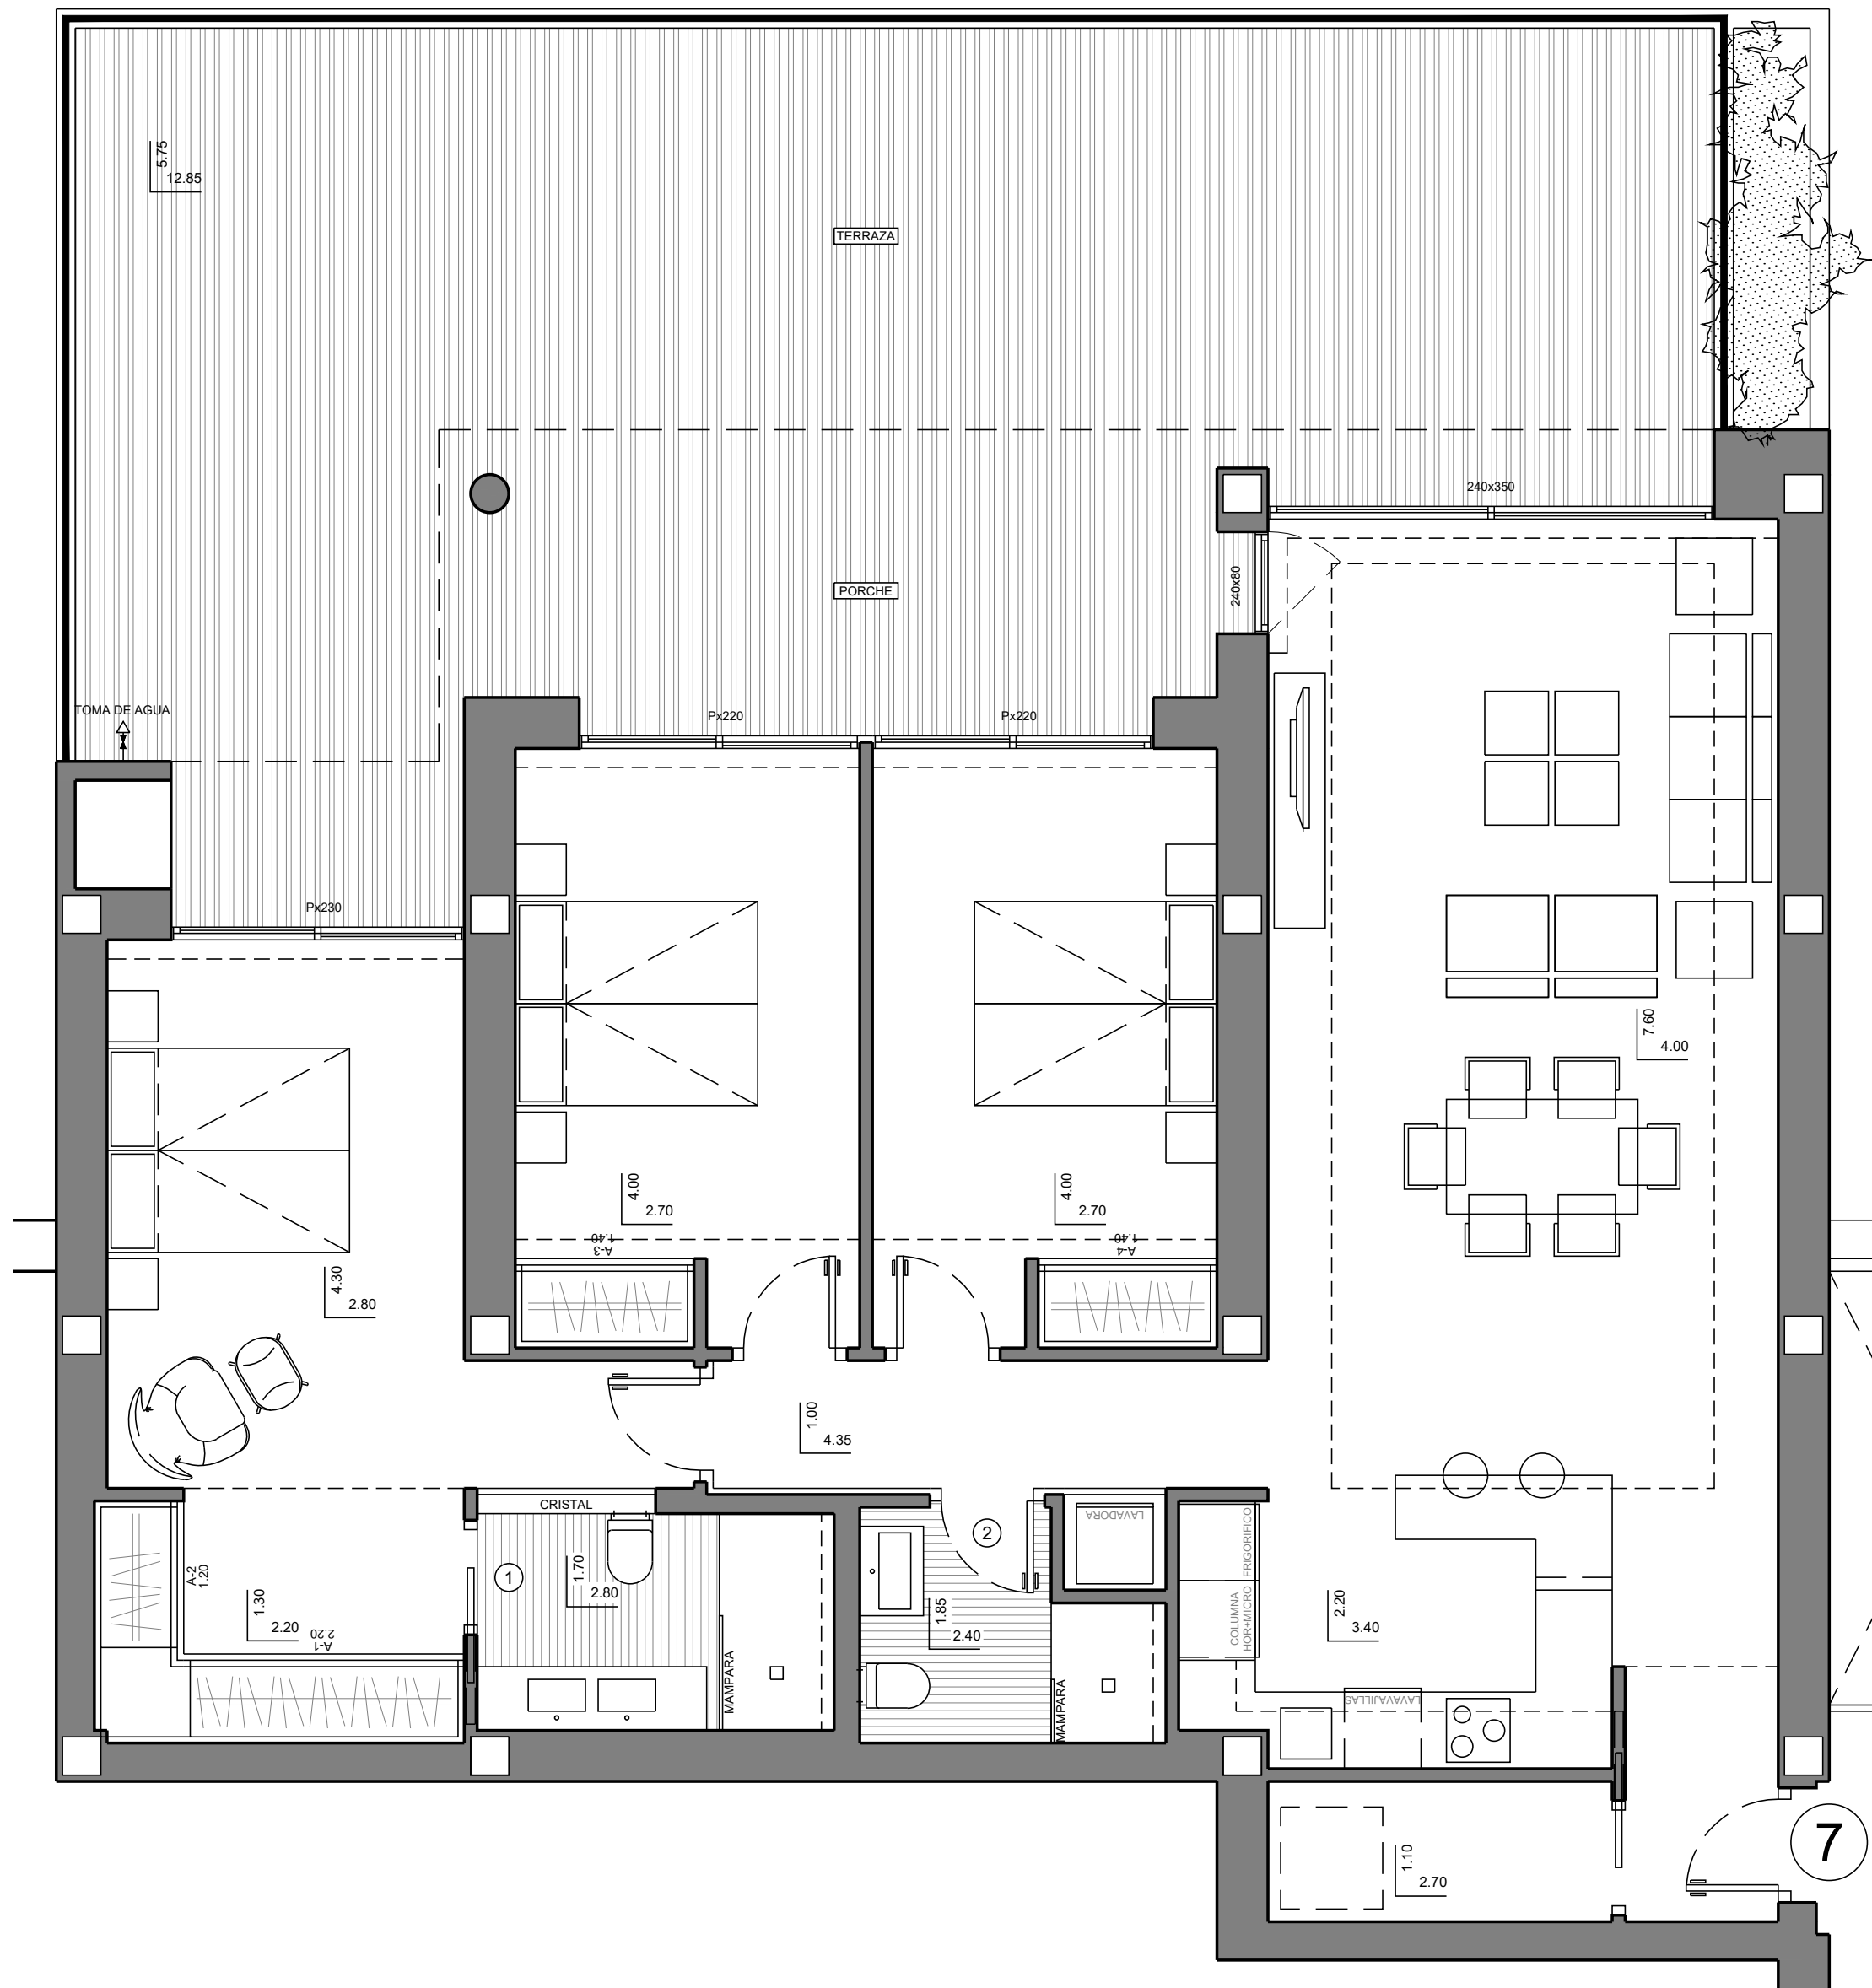 5.75
12.85
TERRAZA
240x350
240x80
PORCHE
TOMA DE AGUA
Px220
Px220
Px230
7.60
4.00
4.00
2.70
4.00
2.70
A-3
1.40
A-4
1.40
4.30
2.80
1.00
4.35
CRISTAL
LAVADORA
FRIGORIFICO
2
1
1.70
2.80
A-2
1.20
1.30
2.20
A-1
2.20
1.85
2.40
COLUMNA
HOR+MICRO
2.20
3.40
MAMPARA
MAMPARA
LAVAVAJILLAS
7
1.10
2.70